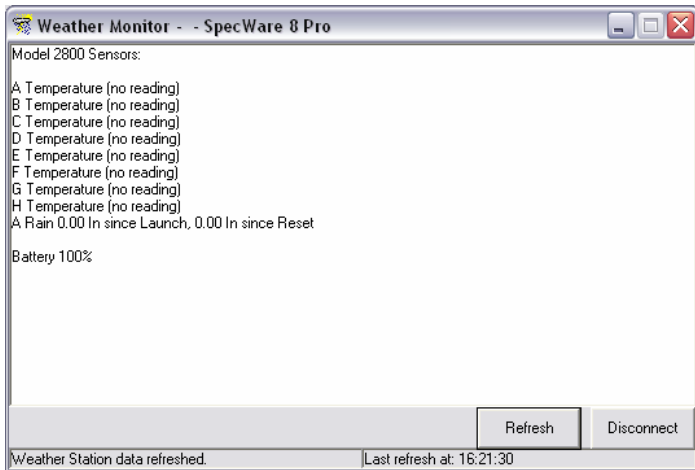 Weather Monitor - - SpecWare 8 Pro
Model 2800 Sensors:
A Temperature (no reading)
B Temperature (no reading)
C Temperature (no reading)
D Temperature (no reading)
E Temperature (no reading)
F Temperature (no reading)
G Temperature (no reading)
H Temperature (no reading)
A Rain 0.00 In since Launch, 0.00 In since Reset
Battery 100%
Refresh
Disconnect
Weather Station data refreshed.
Last refresh at: 16:21:30